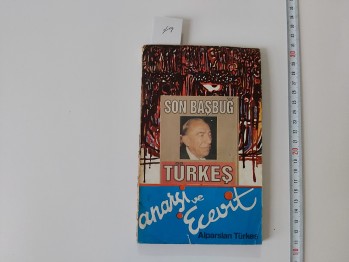 SON BAŞBUĞ
TÜRKEŞ
anarşi ve
Ecevit
Alparslan Türkeş